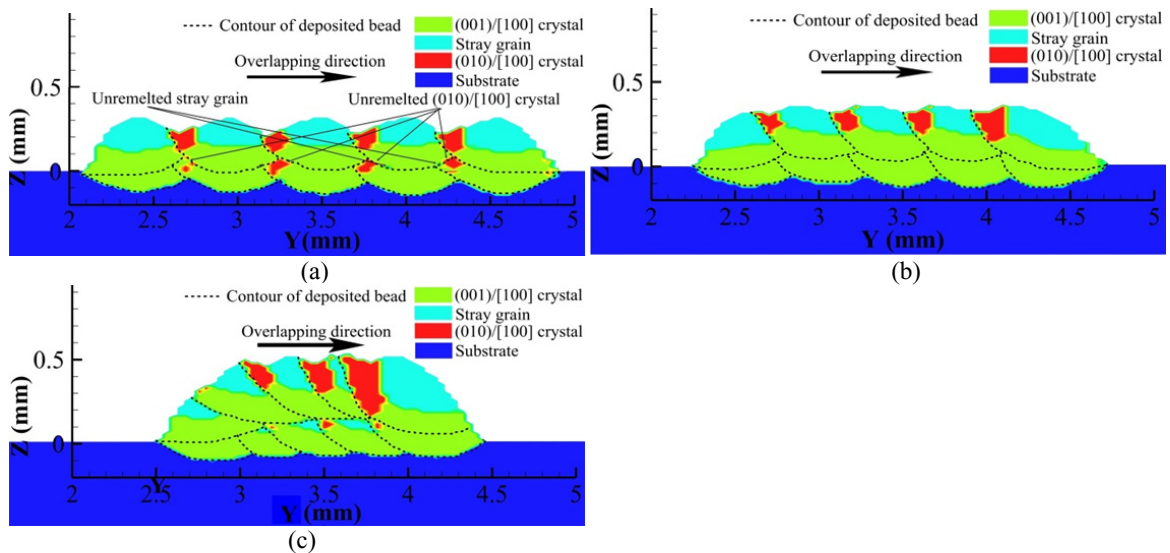 Contour of deposited bead
(001)/[100] crystal
Stray grain
(010)/[100] crystal
Substrate
Overlapping direction
Unremelted stray grain
Unremelted (010)/[100] crystal
0.5
0
Z (mm)
2 2.5 3 3.5 4 4.5 5
Y(mm)
(a)
Contour of deposited bead
(001)/[100] crystal
Stray grain
(010)/[100] crystal
Substrate
Overlapping direction
0.5
0
Z (mm)
2 2.5 3 3.5 4 4.5 5
Y (mm)
(b)
Contour of deposited bead
(001)/[100] crystal
Stray grain
(010)/[100] crystal
Substrate
Overlapping direction
0.5
0
Z (mm)
2 2.5 3 3.5 4 4.5 5
Y
Y (mm)
(c)